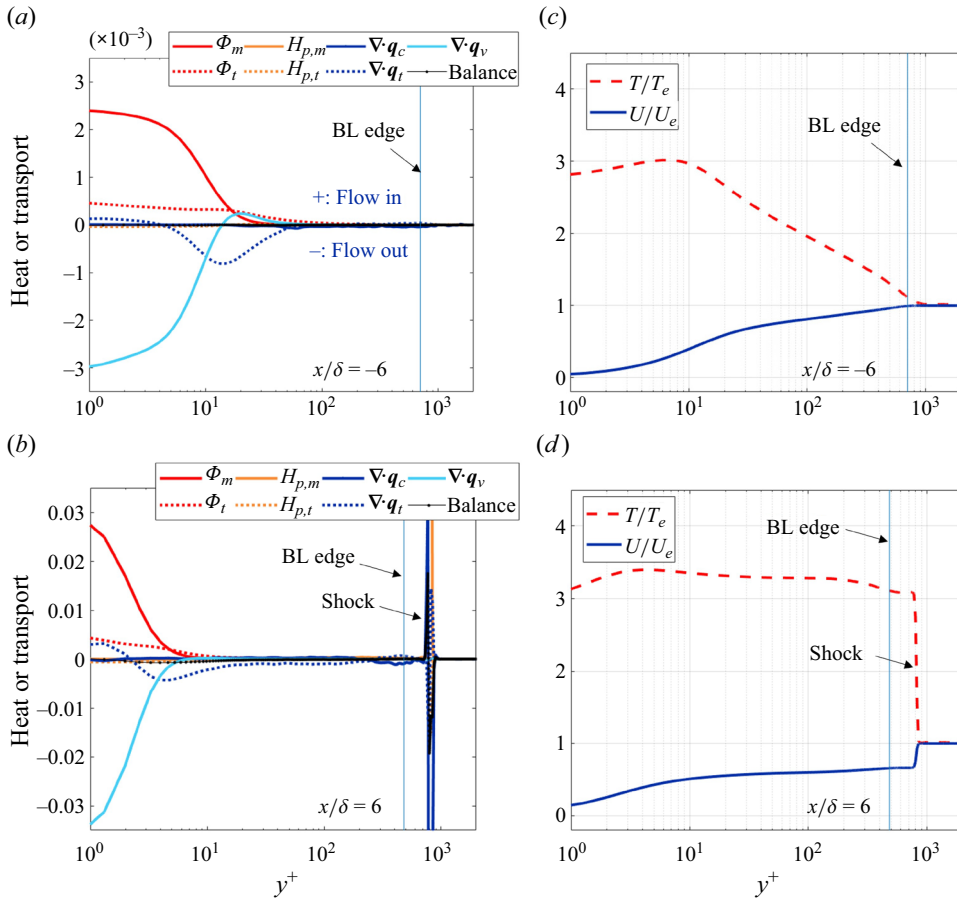 (a)
(×10⁻³)
Φm Hp,m ∇·qc ∇·qv
Φt Hp,t ∇·qt Balance
3
2
1
0
−1
−2
−3
Heat or transport
BL edge
+: Flow in
–: Flow out
x/δ = –6
10⁰ 10¹ 10² 10³
(c)
4
3
2
1
0
T/Te
U/Ue
BL edge
x/δ = –6
10⁰ 10¹ 10² 10³
(b)
Φm Hp,m ∇·qc ∇·qv
Φt Hp,t ∇·qt Balance
0.03
0.02
0.01
0
−0.01
−0.02
−0.03
Heat or transport
BL edge
Shock
x/δ = 6
10⁰ 10¹ 10² 10³
y⁺
(d)
4
3
2
1
0
T/Te
U/Ue
BL edge
Shock
x/δ = 6
10⁰ 10¹ 10² 10³
y⁺